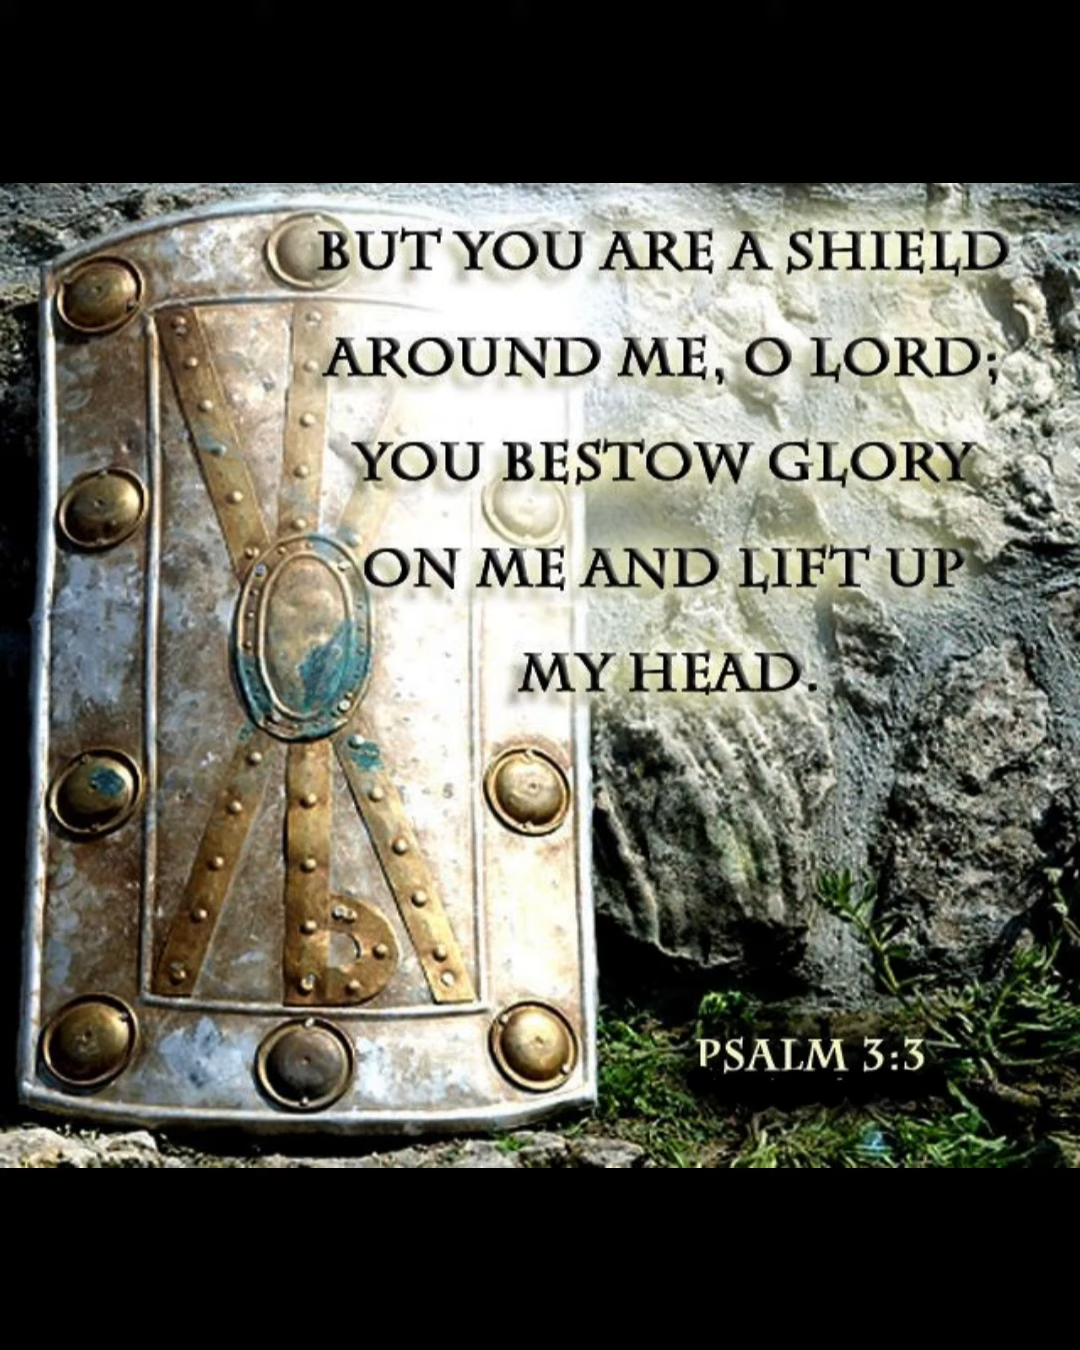 BUT YOU ARE A SHIELD
AROUND ME, O LORD;
YOU BESTOW GLORY
ON ME AND LIFT UP
MY HEAD.
PSALM 3:3